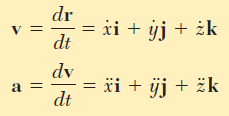 v = dr/dt = ẋi + ẏj + żk
a = dv/dt = ẍi + ÿj + z̈k